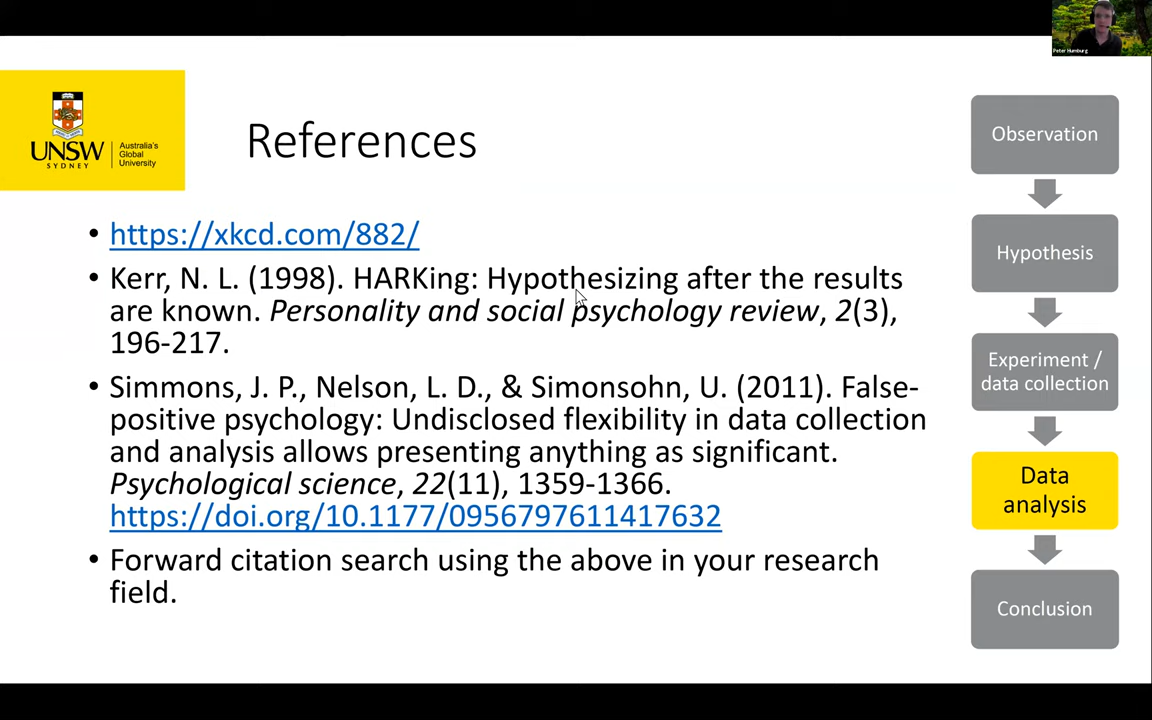 Peter Humburg
UNSW
SYDNEY
Australia's
Global
University
References
• https://xkcd.com/882/
• Kerr, N. L. (1998). HARKing: Hypothesizing after the results
are known. Personality and social psychology review, 2(3),
196-217.
• Simmons, J. P., Nelson, L. D., & Simonsohn, U. (2011). False-
positive psychology: Undisclosed flexibility in data collection
and analysis allows presenting anything as significant.
Psychological science, 22(11), 1359-1366.
https://doi.org/10.1177/0956797611417632
• Forward citation search using the above in your research
field.
Observation
Hypothesis
Experiment /
data collection
Data
analysis
Conclusion